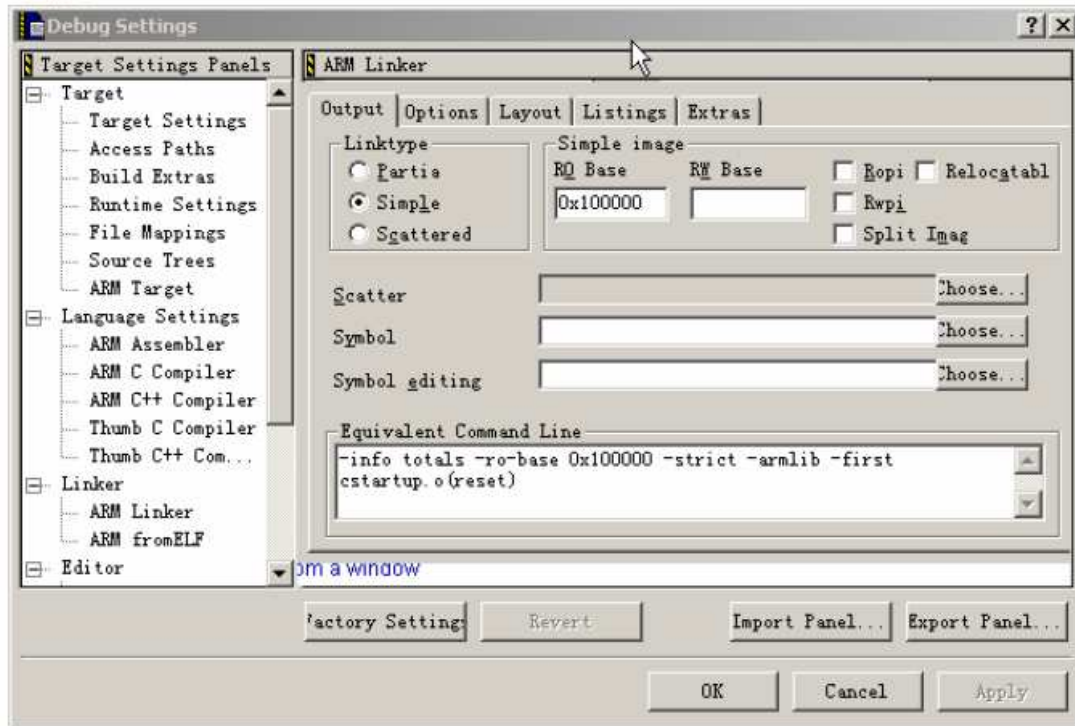 Debug Settings
Target Settings Panels
Target
Target Settings
Access Paths
Build Extras
Runtime Settings
File Mappings
Source Trees
ARM Target
Language Settings
ARM Assembler
ARM C Compiler
ARM C++ Compiler
Thumb C Compiler
Thumb C++ Com...
Linker
ARM Linker
ARM fromELF
Editor
ARM Linker
Output Options Layout Listings Extras
Linktype
Partia
Simple
Scattered
Simple image
RO Base RW Base
0x100000
Ropi Relocatabl
Rwpi
Split Imag
Scatter Choose...
Symbol Choose...
Symbol editing Choose...
Equivalent Command Line
-info totals -ro-base 0x100000 -strict -armlib -first
cstartup.o(reset)
om a window
Factory Setting Revert Import Panel... Export Panel...
OK Cancel Apply